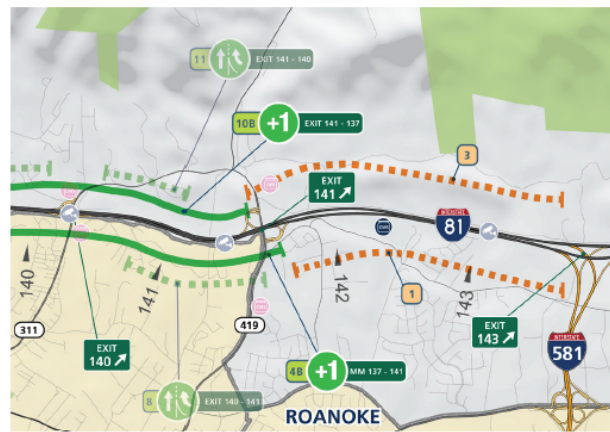 11
EXIT 141 - 140
10B
+1
EXIT 141 - 137
3
EXIT
141
INTERSTATE
81
140
141
142
143
1
311
EXIT
140
419
EXIT
143
INTERSTATE
581
4B
+1
MM 137 - 141
8
EXIT 140 - 141
ROANOKE